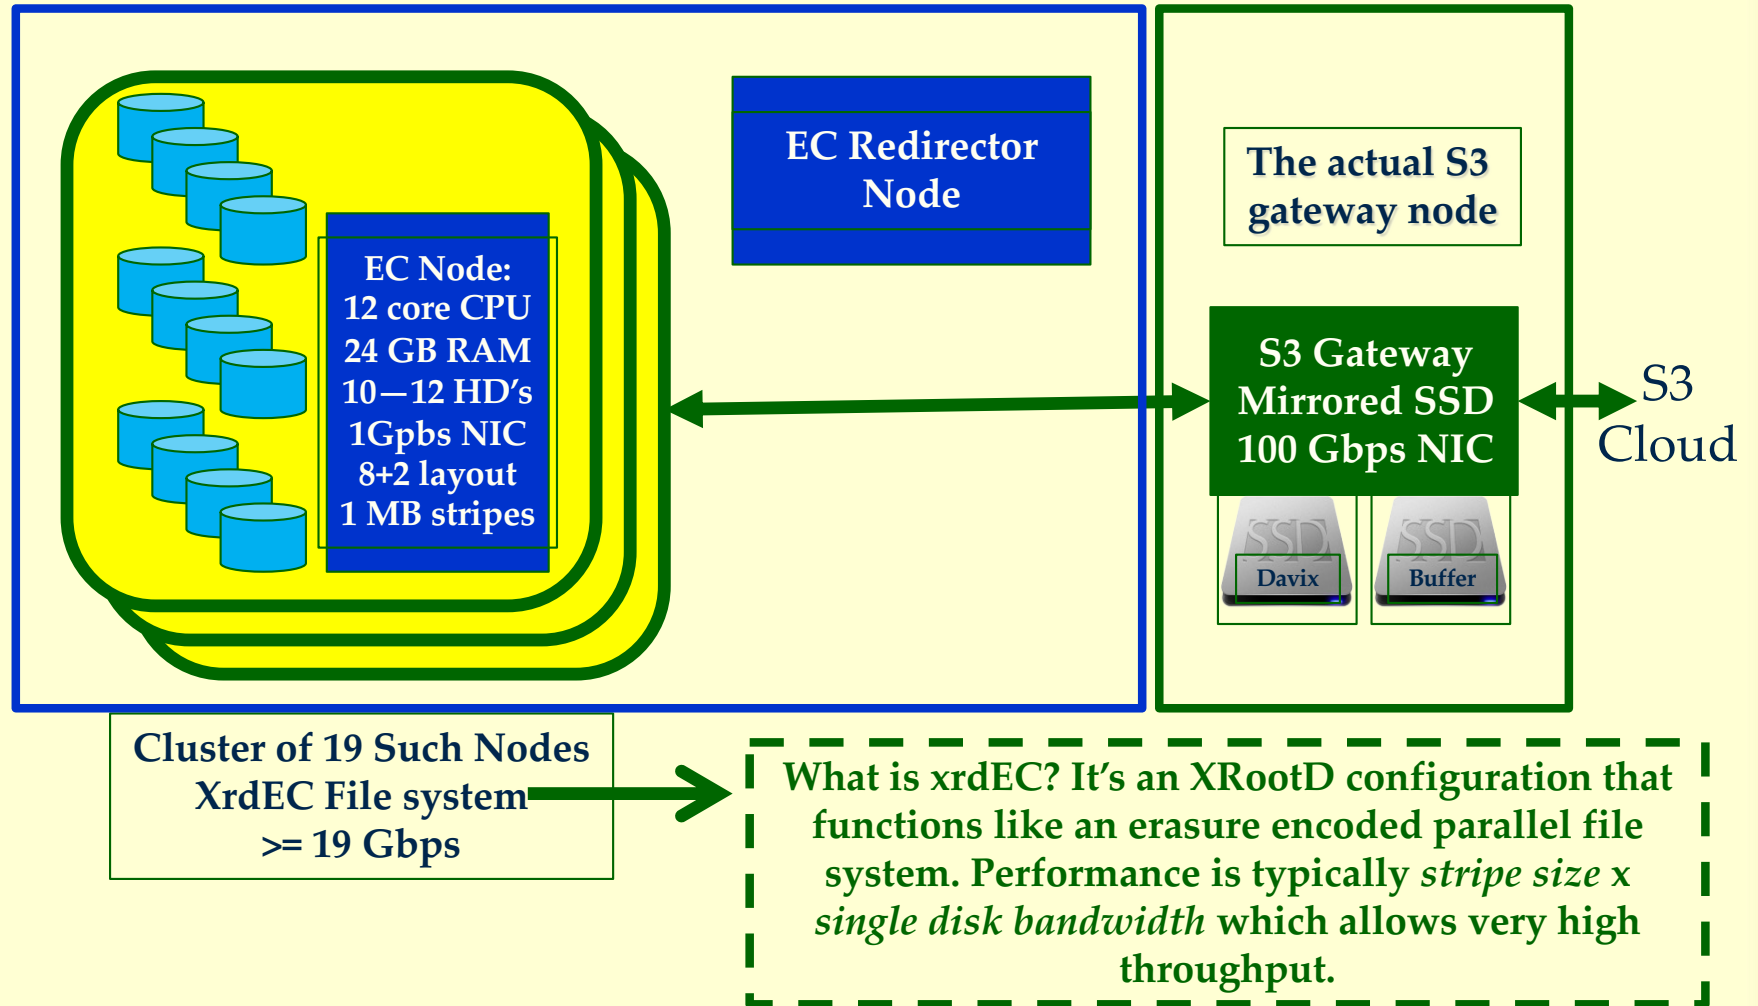 EC Redirector
Node
The actual S3
gateway node
EC Node:
12 core CPU
24 GB RAM
10—12 HD's
1Gpbs NIC
8+2 layout
1 MB stripes
S3 Gateway
Mirrored SSD
100 Gbps NIC
S3
Cloud
SSD
SSD
Davix
Buffer
Cluster of 19 Such Nodes
XrdEC File system
>= 19 Gbps
What is xrdEC? It's an XRootD configuration that
functions like an erasure encoded parallel file
system. Performance is typically stripe size x
single disk bandwidth which allows very high
throughput.